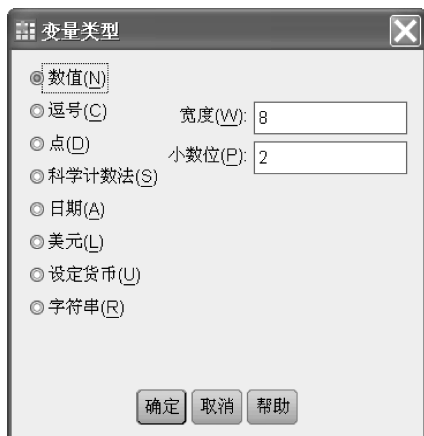 变量类型
数值(N)
逗号(C)
宽度(W): 8
点(D)
小数位(P): 2
科学计数法(S)
日期(A)
美元(L)
设定货币(U)
字符串(R)
确定 取消 帮助